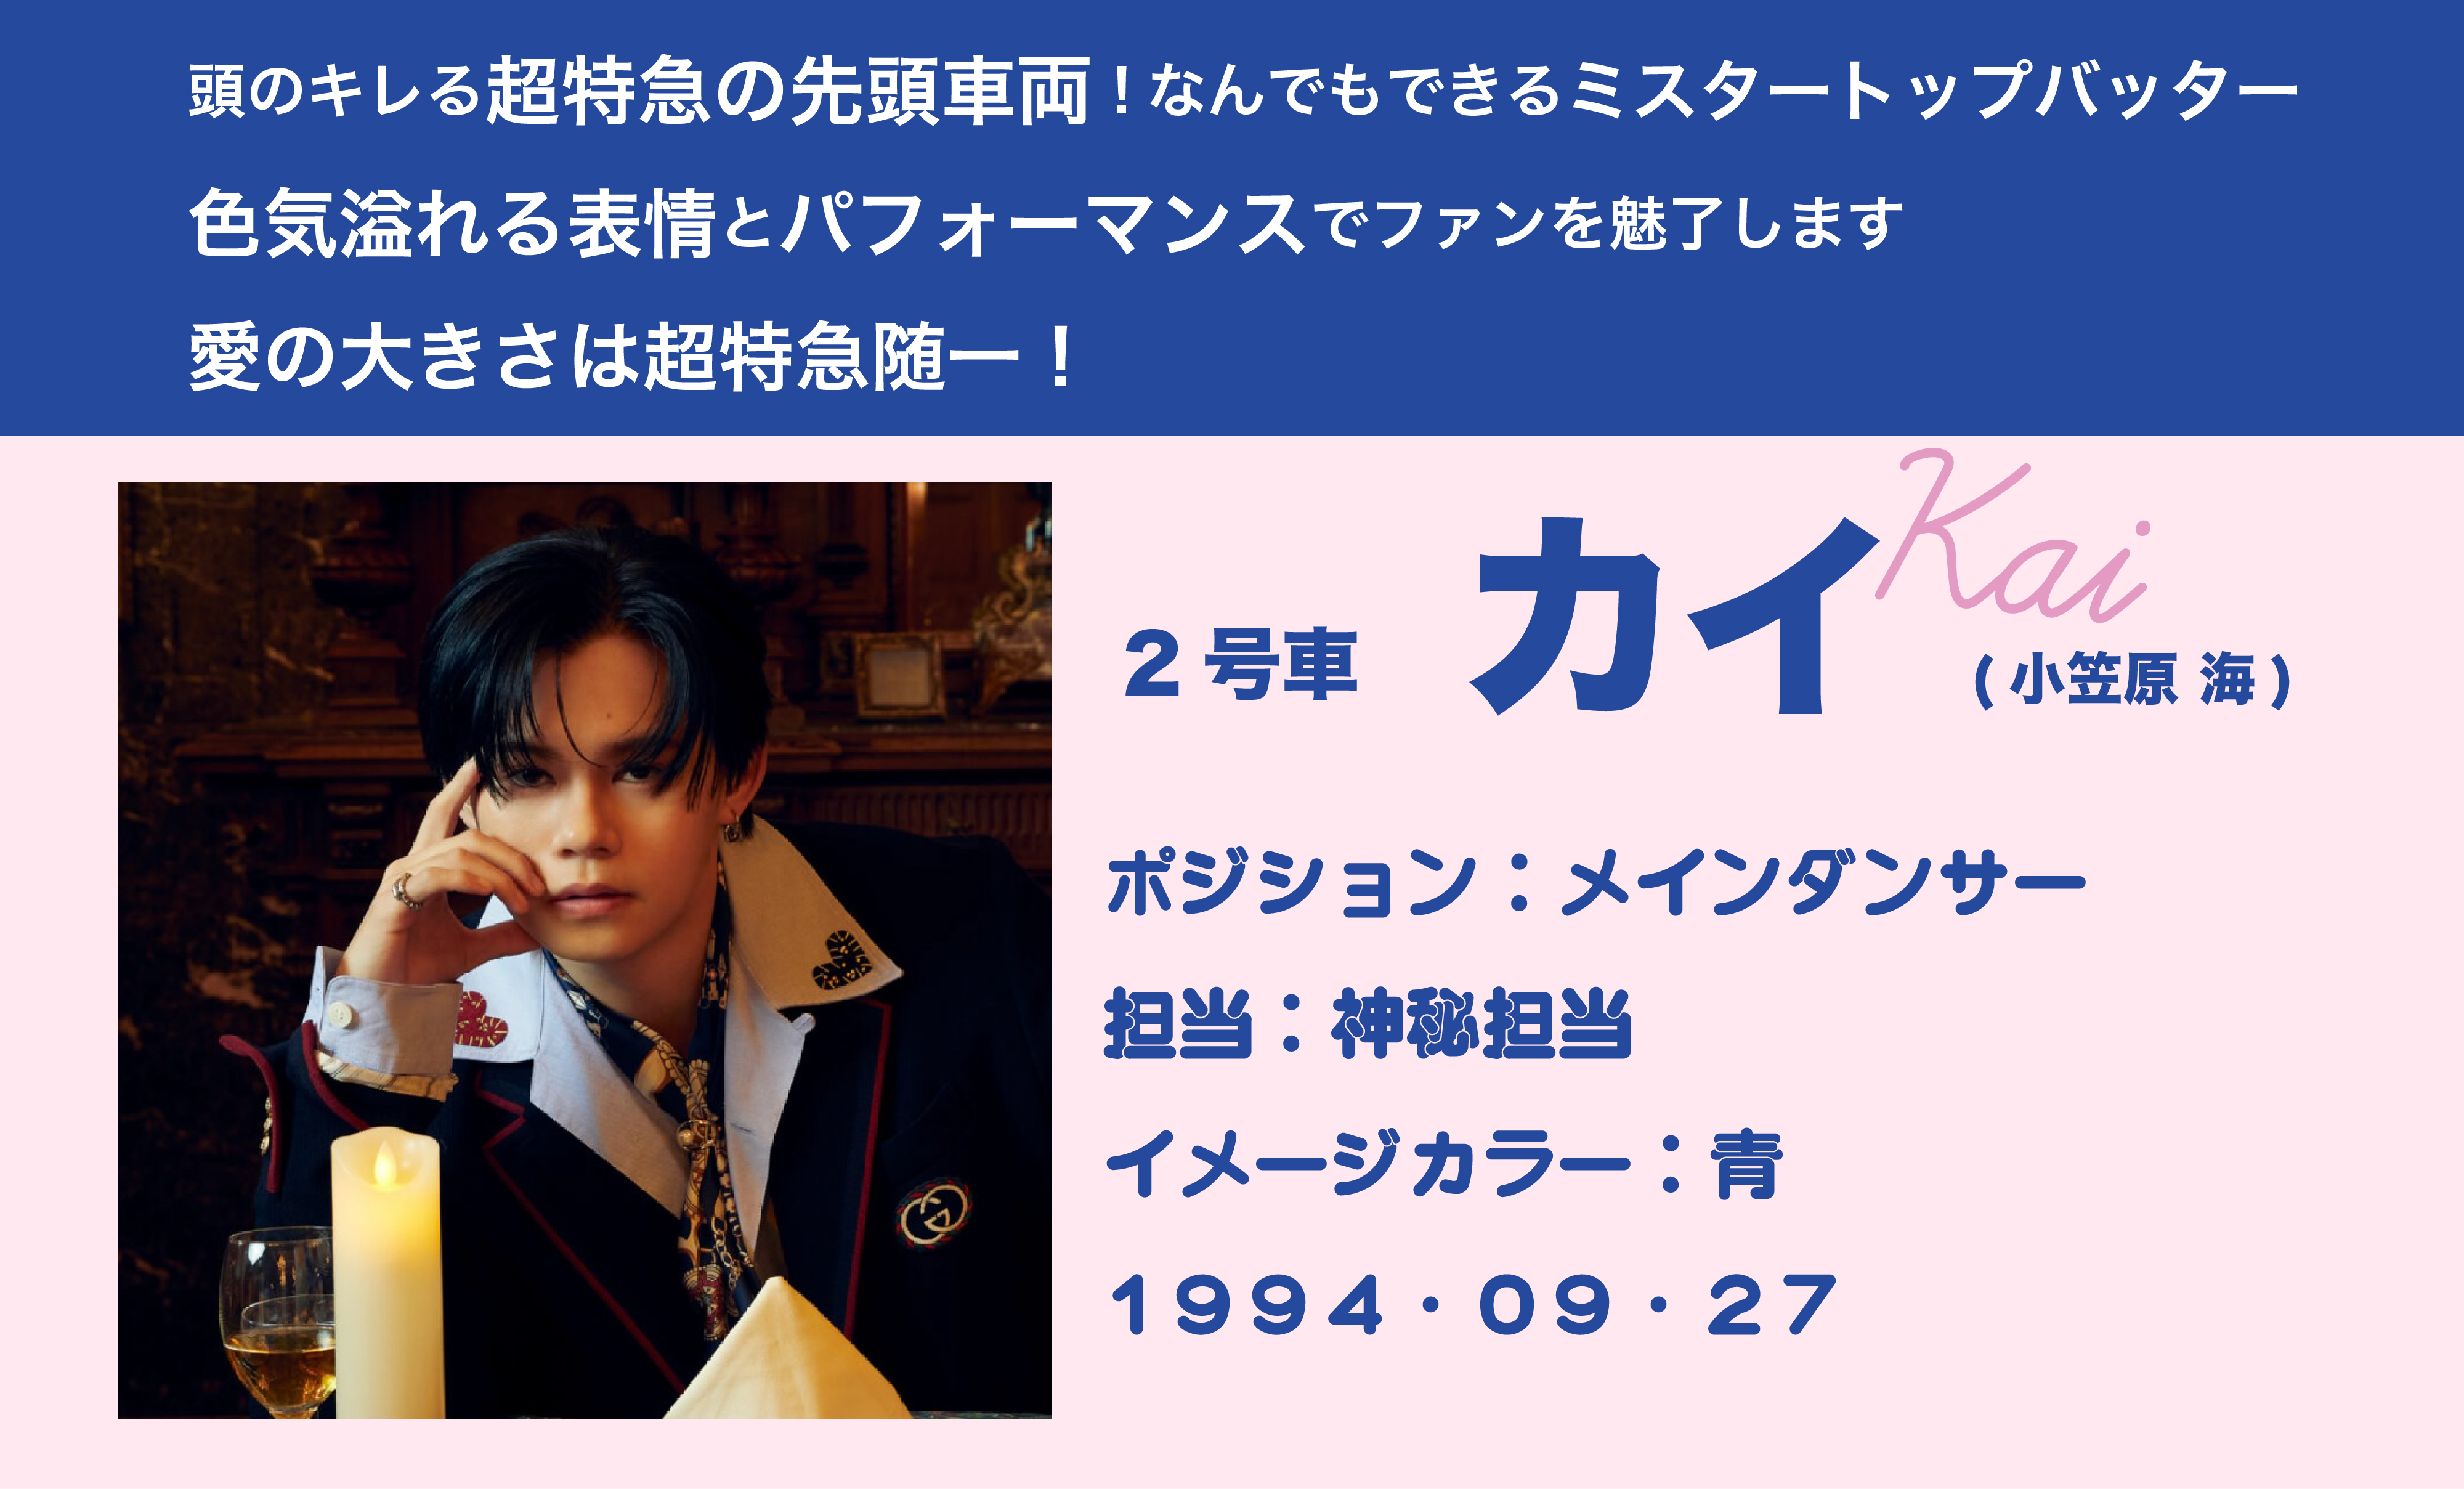 頭のキレる超特急の先頭車両！なんでもできるミスタートップバッター
色気溢れる表情とパフォーマンスでファンを魅了します
愛の大きさは超特急随一！
Kai
２号車 カイ
(小笠原 海)
ポジション：メインダンサー
担当：神秘担当
イメージカラー：青
１９９４・０９・２７